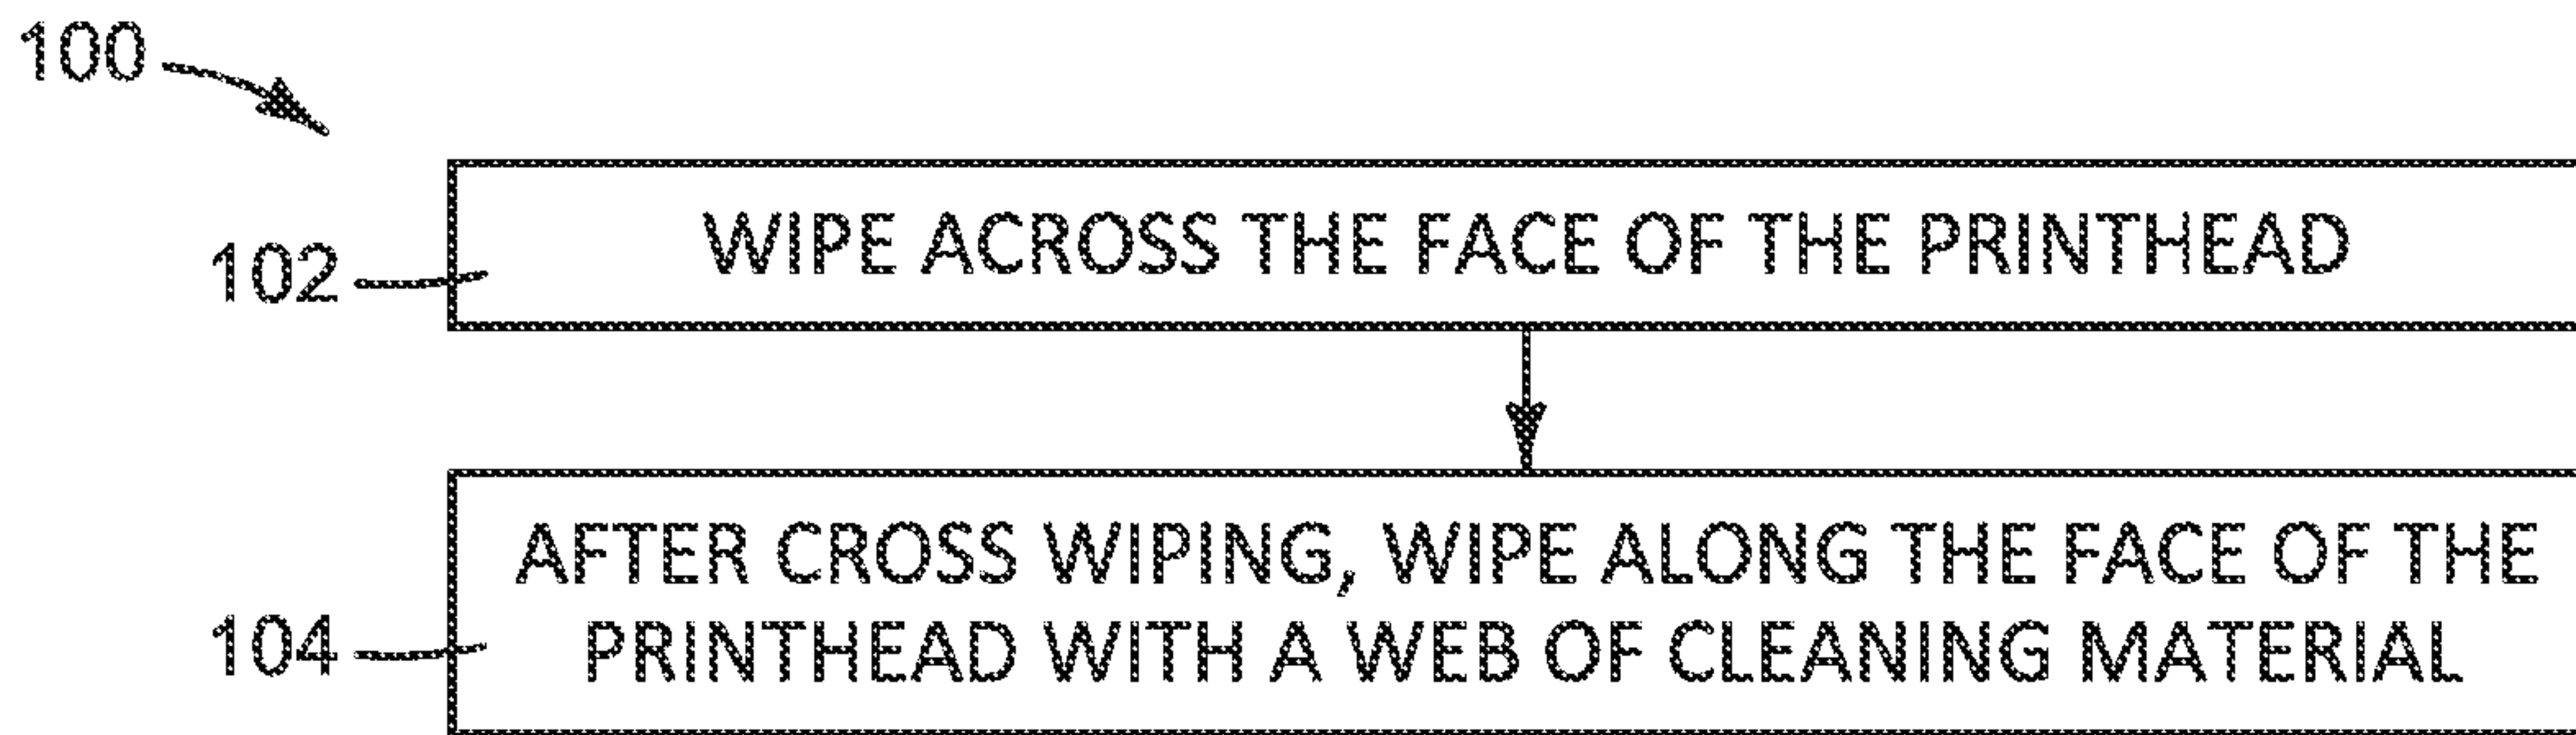 100
102
WIPE ACROSS THE FACE OF THE PRINTHEAD
AFTER CROSS WIPING, WIPE ALONG THE FACE OF THE
104
PRINTHEAD WITH A WEB OF CLEANING MATERIAL